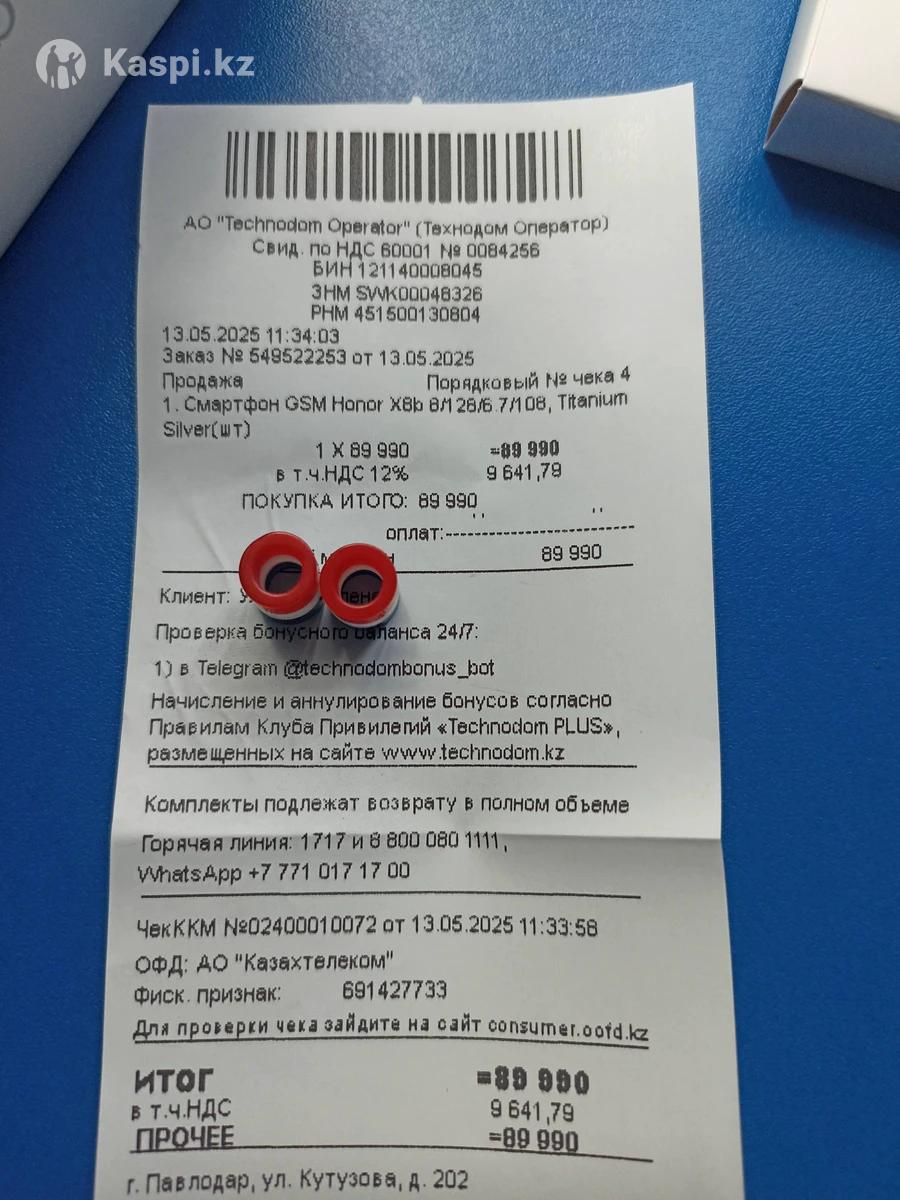 Kaspi.kz
АО "Technodom Operator" (Технодом Оператор)
Свид. по НДС 60001 № 0084256
БИН 121140008045
ЗНМ SWK00048326
РНМ 451500130804
13.05.2025 11:34:03
Заказ № 549522253 от 13.05.2025
Продажа Порядковый № чека 4
1. Смартфон GSM Honor X8b 8/128/6.7/108, Titanium
Silver(шт)
1 X 89 990 =89 990
в т.ч.НДС 12% 9 641,79
ПОКУПКА ИТОГО: 89 990
оплат:
89 990
Клиент:
Проверка бонусного баланса 24/7:
1) в Telegram @technodombonus_bot
Начисление и аннулирование бонусов согласно
Правилам Клуба Привилегий «Technodom PLUS»,
размещенных на сайте www.technodom.kz
Комплекты подлежат возврату в полном объеме
Горячая линия: 1717 и 8 800 080 1111,
WhatsApp +7 771 017 17 00
ЧекККМ №02400010072 от 13.05.2025 11:33:58
ОФД: АО "Казахтелеком"
Фиск. признак: 691427733
Для проверки чека зайдите на сайт consumer.oofd.kz
ИТОГ =89 990
в т.ч.НДС 9 641,79
ПРОЧЕЕ =89 990
г. Павлодар, ул. Кутузова, д. 202